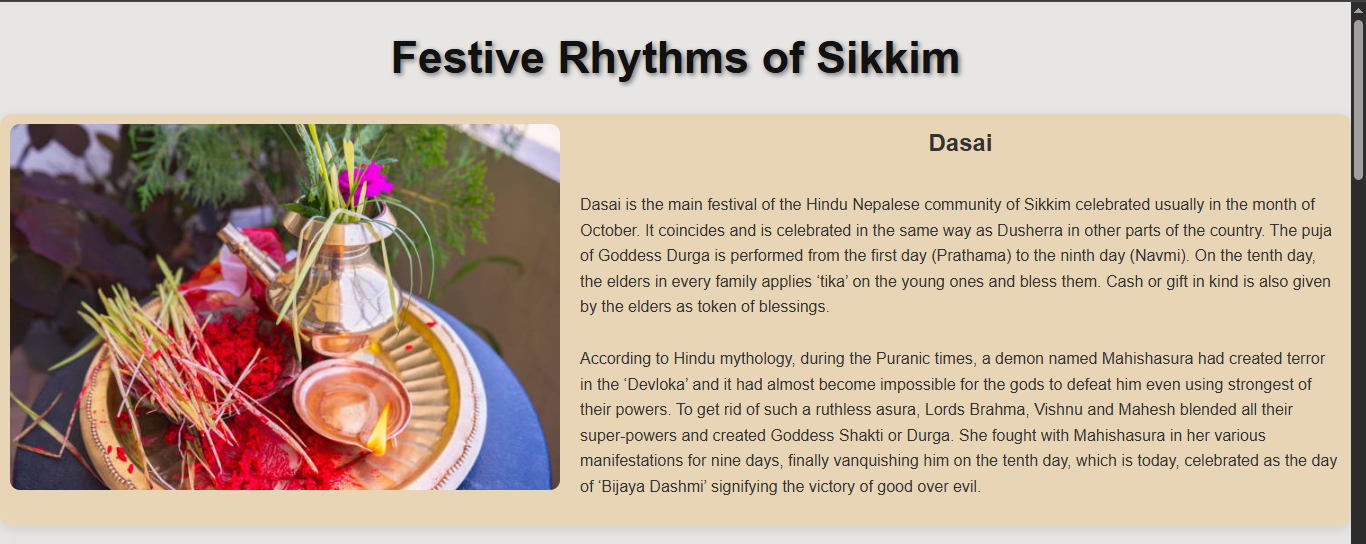 Festive Rhythms of Sikkim
Dasai
Dasai is the main festival of the Hindu Nepalese community of Sikkim celebrated usually in the month of
October. It coincides and is celebrated in the same way as Dusherra in other parts of the country. The puja
of Goddess Durga is performed from the first day (Prathama) to the ninth day (Navmi). On the tenth day,
the elders in every family applies ‘tika’ on the young ones and bless them. Cash or gift in kind is also given
by the elders as token of blessings.
According to Hindu mythology, during the Puranic times, a demon named Mahishasura had created terror
in the ‘Devloka’ and it had almost become impossible for the gods to defeat him even using strongest of
their powers. To get rid of such a ruthless asura, Lords Brahma, Vishnu and Mahesh blended all their
super-powers and created Goddess Shakti or Durga. She fought with Mahishasura in her various
manifestations for nine days, finally vanquishing him on the tenth day, which is today, celebrated as the day
of ‘Bijaya Dashmi’ signifying the victory of good over evil.